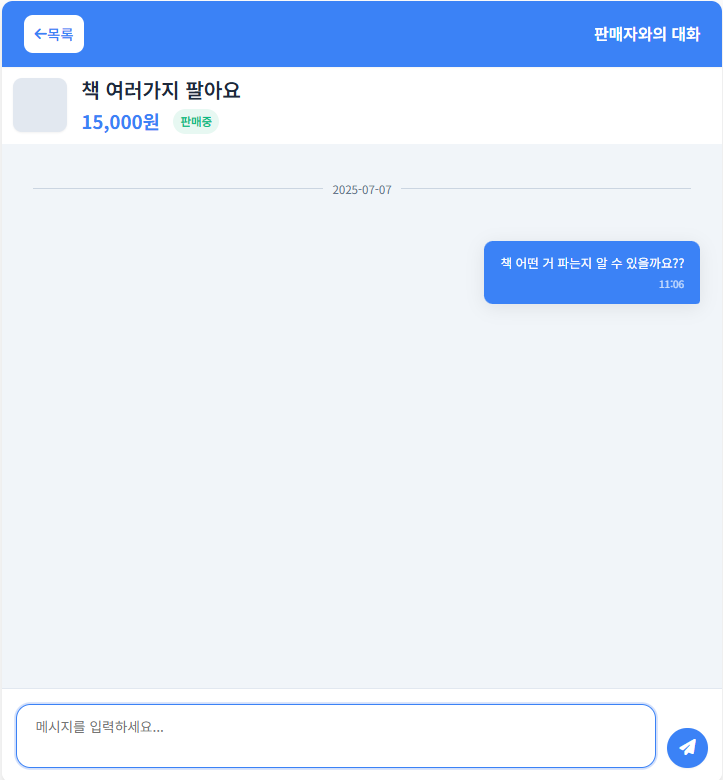 ←목록
판매자와의 대화
책 여러가지 팔아요
15,000원 판매중
2025-07-07
책 어떤 거 파는지 알 수 있을까요??
11:06
메시지를 입력하세요...